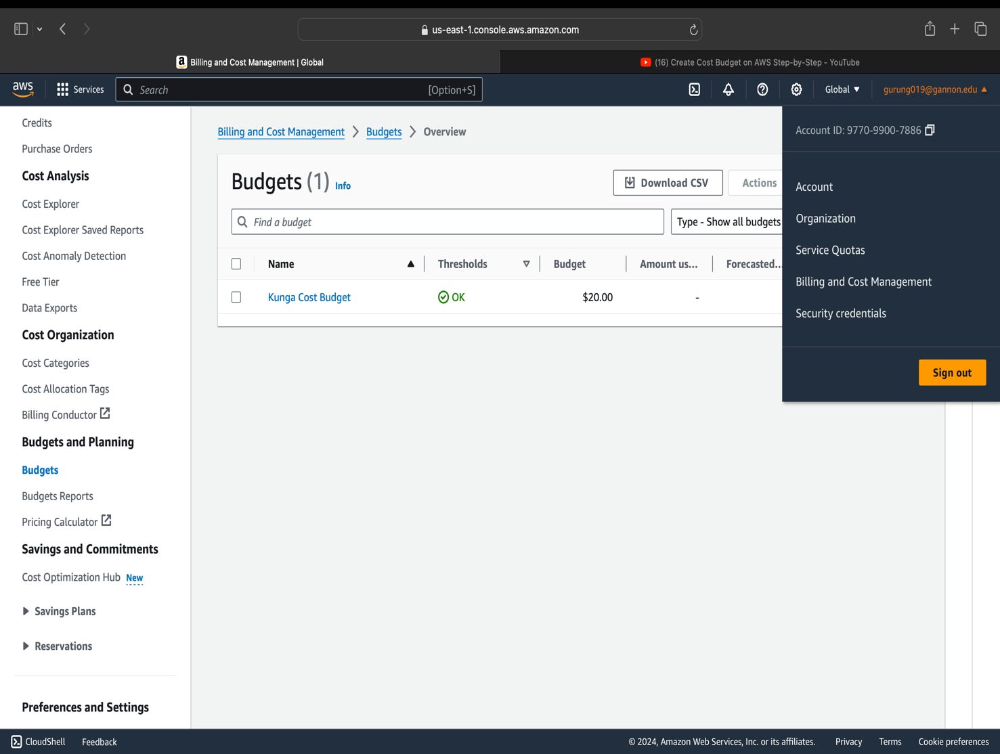 us-east-1.console.aws.amazon.com
Billing and Cost Management | Global
(16) Create Cost Budget on AWS Step-by-Step - YouTube
aws
Services
Search
[Option+S]
Global
gurung019@gannon.edu
Credits
Purchase Orders
Cost Analysis
Cost Explorer
Cost Explorer Saved Reports
Cost Anomaly Detection
Free Tier
Data Exports
Cost Organization
Cost Categories
Cost Allocation Tags
Billing Conductor
Budgets and Planning
Budgets
Budgets Reports
Pricing Calculator
Savings and Commitments
Cost Optimization Hub New
Savings Plans
Reservations
Preferences and Settings
Billing and Cost Management > Budgets > Overview
Budgets (1) Info
Download CSV
Actions
Find a budget
Type - Show all budgets
Name
Thresholds
Budget
Amount us...
Forecasted...
Kunga Cost Budget
OK
$20.00
-
Account ID: 9770-9900-7886
Account
Organization
Service Quotas
Billing and Cost Management
Security credentials
Sign out
CloudShell
Feedback
© 2024, Amazon Web Services, Inc. or its affiliates.
Privacy
Terms
Cookie preferences